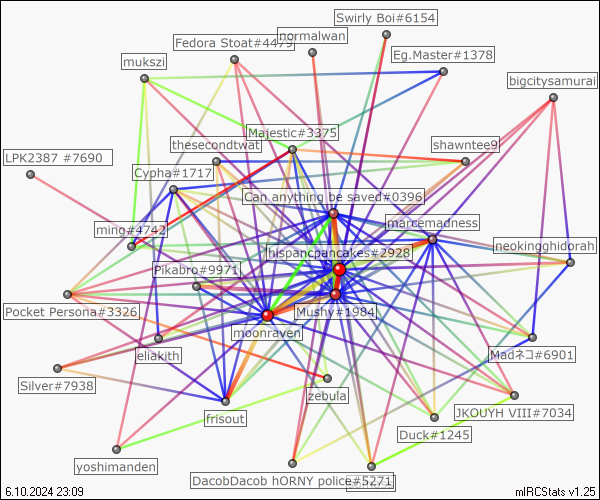 Swirly Boi#6154
normalwan
Fedora Stoat#4479
Eg.Master#1378
mukszi
bigcitysamurai
Majestic#3375
thesecondtwat
shawntee9
LPK2387 #7690
Cypha#1717
Can anything be saved#0396
marcemadness
ming#4742
neokingghidorah
hispancpancakes#2928
Pikabro#9971
Pocket Persona#3326
Mushy#1984
moonraven
eliakith
Madネコ#6901
Silver#7938
zebula
JKOUYH VIII#7034
frisout
Duck#1245
yoshimanden
DacobDacob hORNY police#5271
6.10.2024 23:09
mIRCStats v1.25